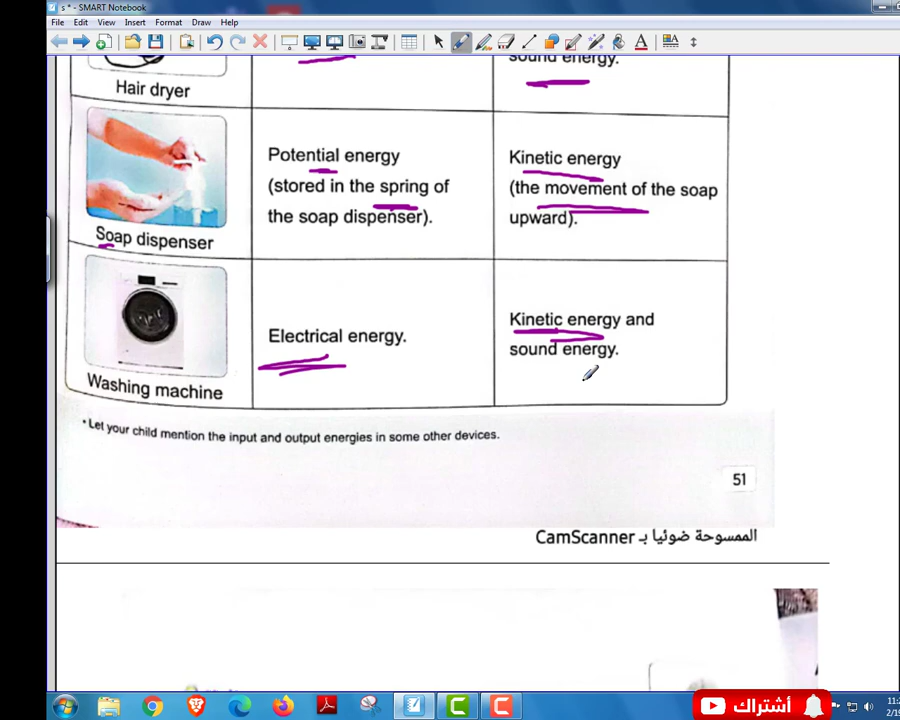 s * - SMART Notebook
File Edit View Insert Format Tools Draw Help
sound energy.
Hair dryer
Potential energy
(stored in the spring of
the soap dispenser).
Kinetic energy
(the movement of the soap
upward).
Soap dispenser
Electrical energy.
Kinetic energy and
sound energy.
Washing machine
• Let your child mention the input and output energies in some other devices.
51
الممسوحة ضوئيا بـ CamScanner
أشتراك